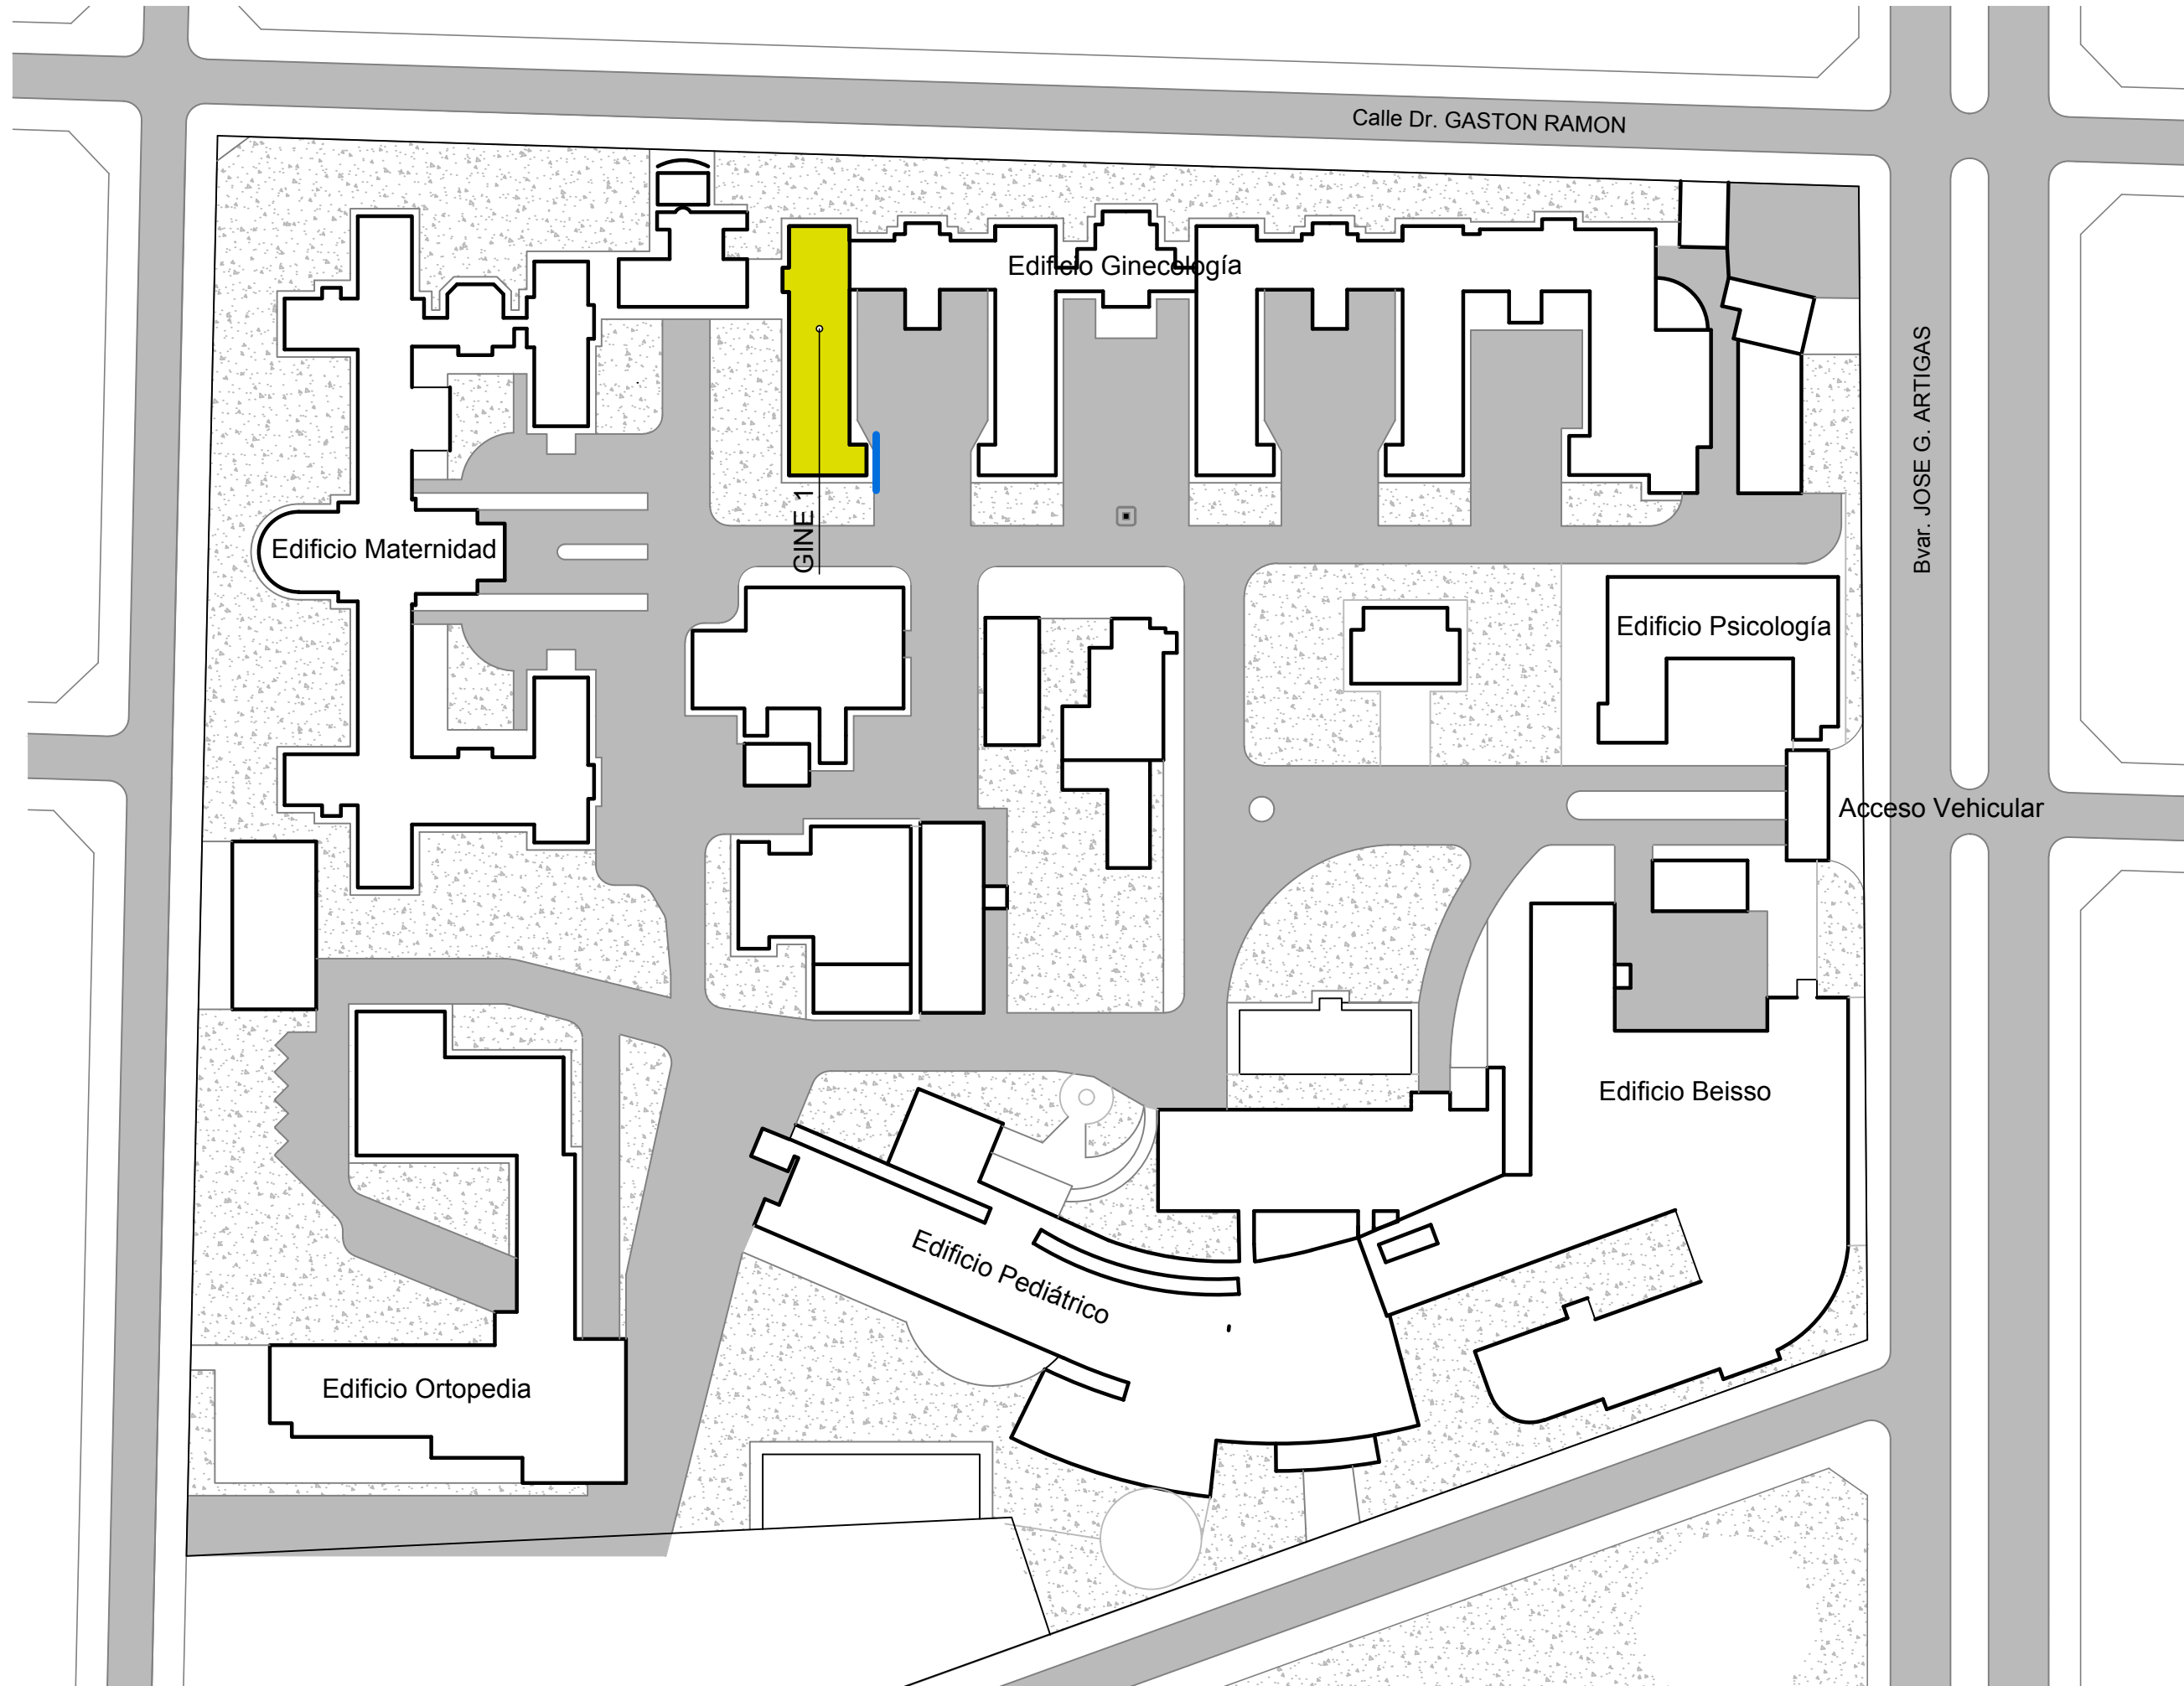 Calle Dr. GASTON RAMON
Edificio Ginecología
Bvar. JOSE G. ARTIGAS
GINE 1
Edificio Maternidad
Edificio Psicología
Acceso Vehicular
Edificio Beisso
Edificio Pediátrico
Edificio Ortopedia